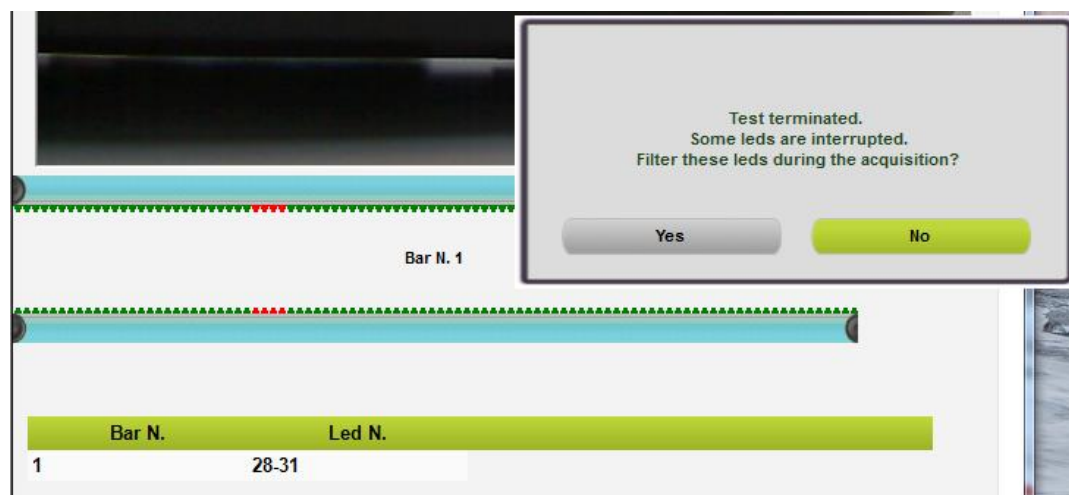 Test terminated.
Some leds are interrupted.
Filter these leds during the acquisition?
Yes No
Bar N. 1
Bar N. Led N.
1 28-31